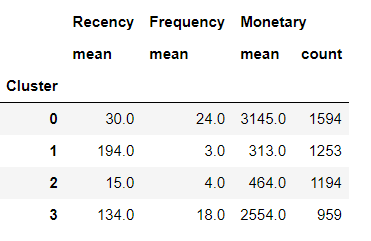 Recency Frequency Monetary
mean mean mean count
Cluster
0 30.0 24.0 3145.0 1594
1 194.0 3.0 313.0 1253
2 15.0 4.0 464.0 1194
3 134.0 18.0 2554.0 959